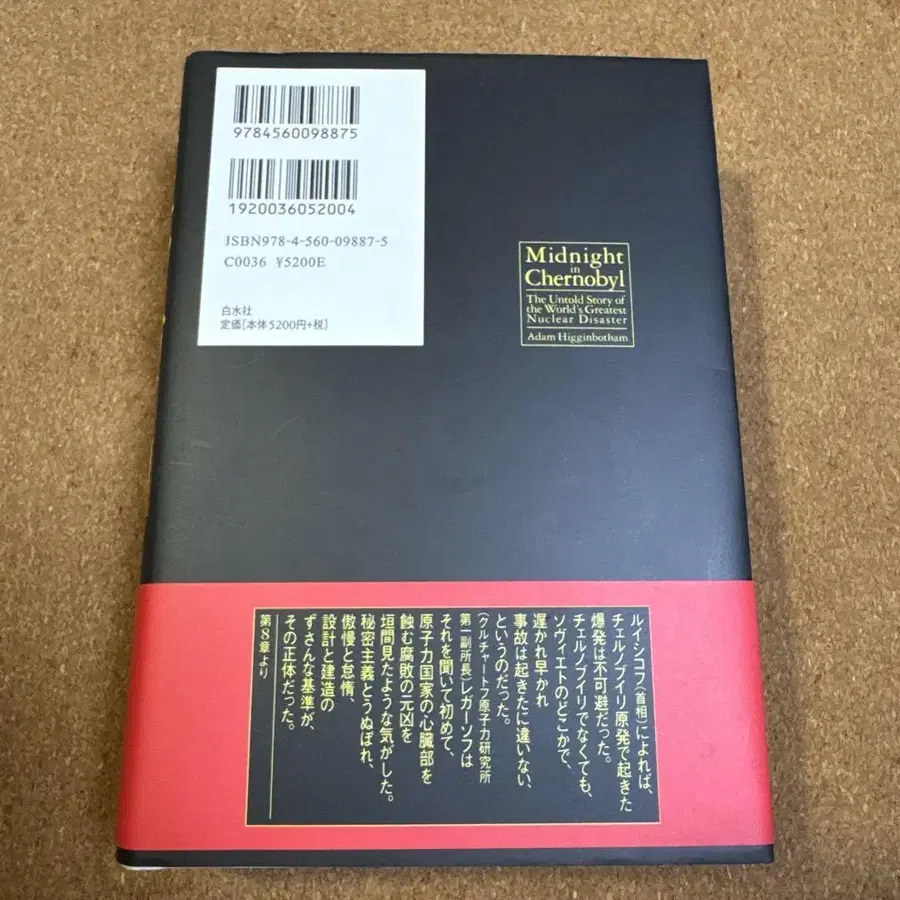 9784560098875
1920036052004
ISBN978-4-560-09887-5
C0036 ¥5200E
白水社
定価[本体5200円+税]
Midnight
in
Chernobyl
The Untold Story of
the World's Greatest
Nuclear Disaster
Adam Higginbotham
ルイシコフ(首相)によれば、
チェルノブイリ原発で起きた
爆発は不可避だった。
チェルノブイリでなくても、
ソヴィエトのどこかで、
遅かれ早かれ
事故は起きたに違いない、
というのだった。
(クルチャートフ原子力研究所
第一副所長)レガーソフは
それを聞いて初めて、
原子力国家の心臓部を
蝕む腐敗の元凶を
垣間見たような気がした。
秘密主義とうぬぼれ、
傲慢と怠惰、
設計と建造の
ずさんな基準が、
その正体だった。
第8章より